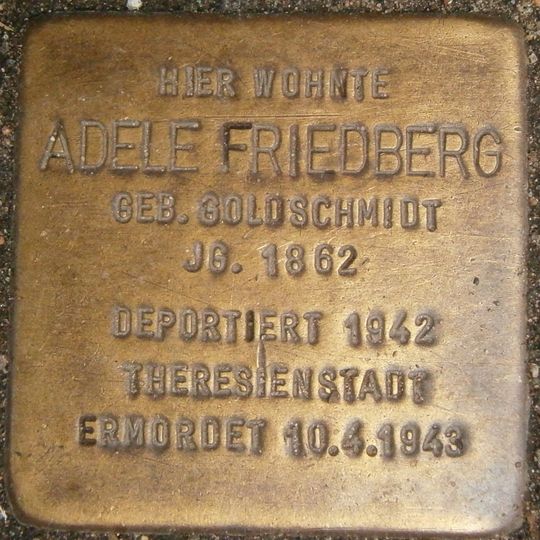 HIER WOHNTE
ADELE FRIEDBERG
GEB. GOLDSCHMIDT
JG. 1862
DEPORTIERT 1942
THERESIENSTADT
ERMORDET 10.4.1943